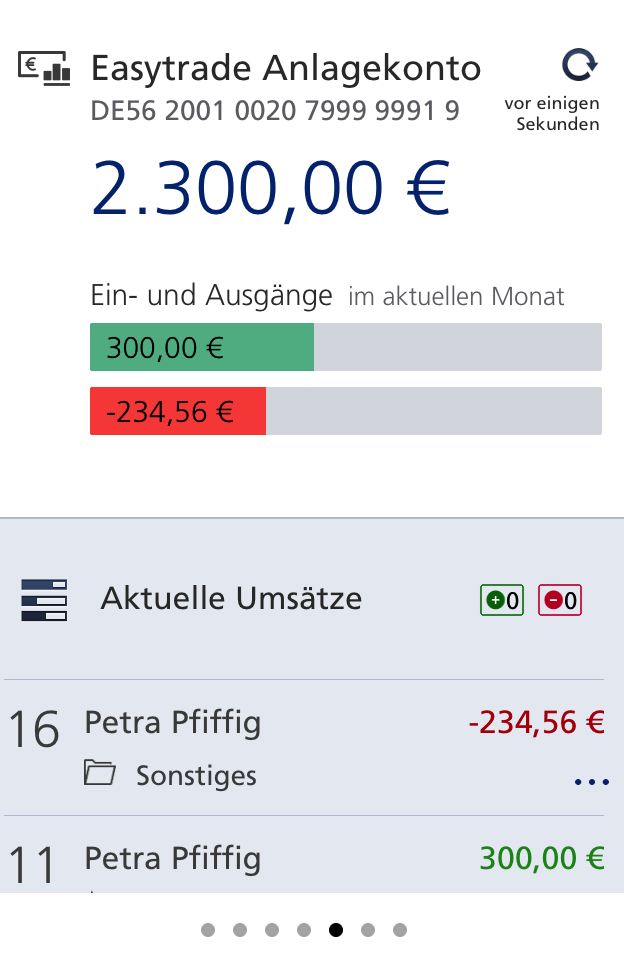 Easytrade Anlagekonto
DE56 2001 0020 7999 9991 9
vor einigen
Sekunden
2.300,00 €
Ein- und Ausgänge im aktuellen Monat
300,00 €
-234,56 €
Aktuelle Umsätze +0 −0
16 Petra Pfiffig -234,56 €
Sonstiges ...
11 Petra Pfiffig 300,00 €